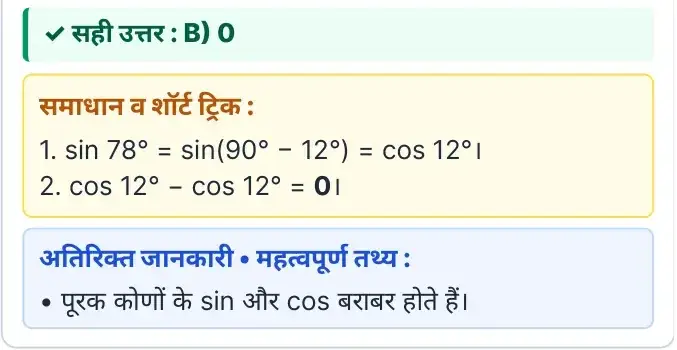 ✓ सही उत्तर : B) 0
समाधान व शॉर्ट ट्रिक :
1. sin 78° = sin(90° − 12°) = cos 12°।
2. cos 12° − cos 12° = 0।
अतिरिक्त जानकारी • महत्वपूर्ण तथ्य :
• पूरक कोणों के sin और cos बराबर होते हैं।